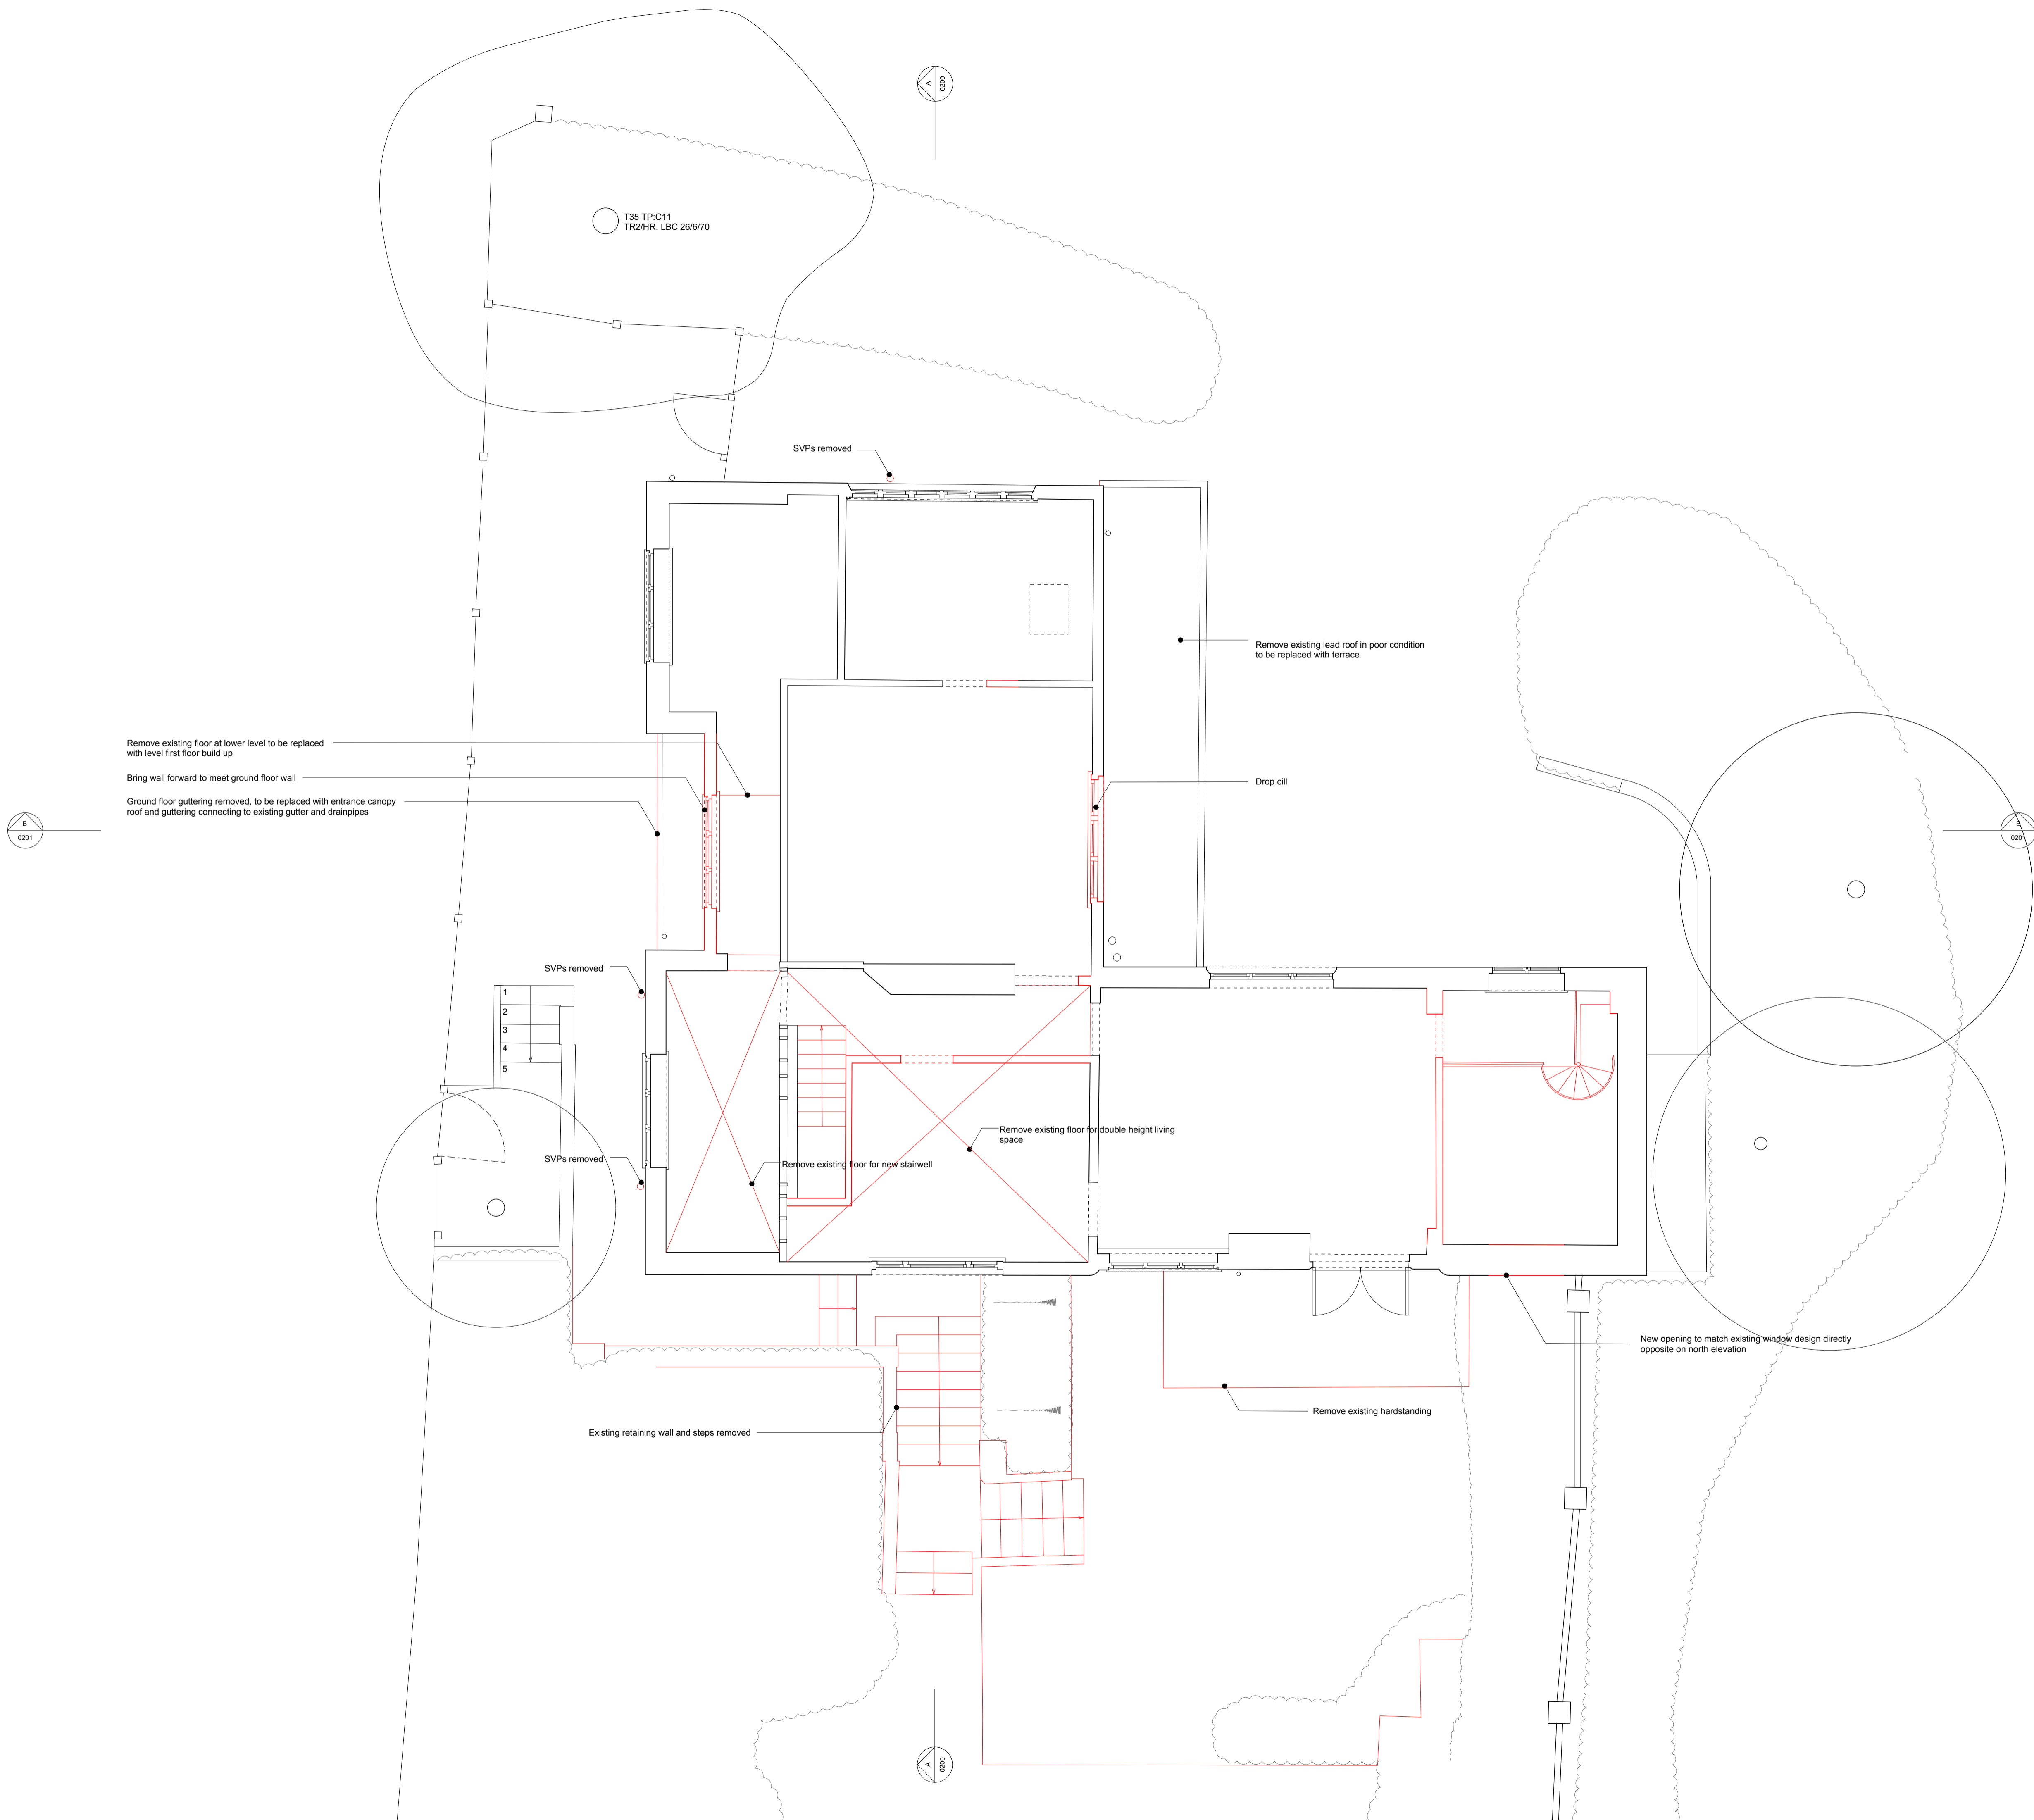 A
0200
T35 TP:C11
TR2/HR, LBC 26/6/70
SVPs removed
Remove existing lead roof in poor condition
to be replaced with terrace
Remove existing floor at lower level to be replaced
with level first floor build up
Bring wall forward to meet ground floor wall
Drop cill
Ground floor guttering removed, to be replaced with entrance canopy
roof and guttering connecting to existing gutter and drainpipes
B
0201
B
0201
SVPs removed
1
2
3
4
5
Remove existing floor for double height living
space
SVPs removed
Remove existing floor for new stairwell
New opening to match existing window design directly
opposite on north elevation
Remove existing hardstanding
Existing retaining wall and steps removed
A
0200